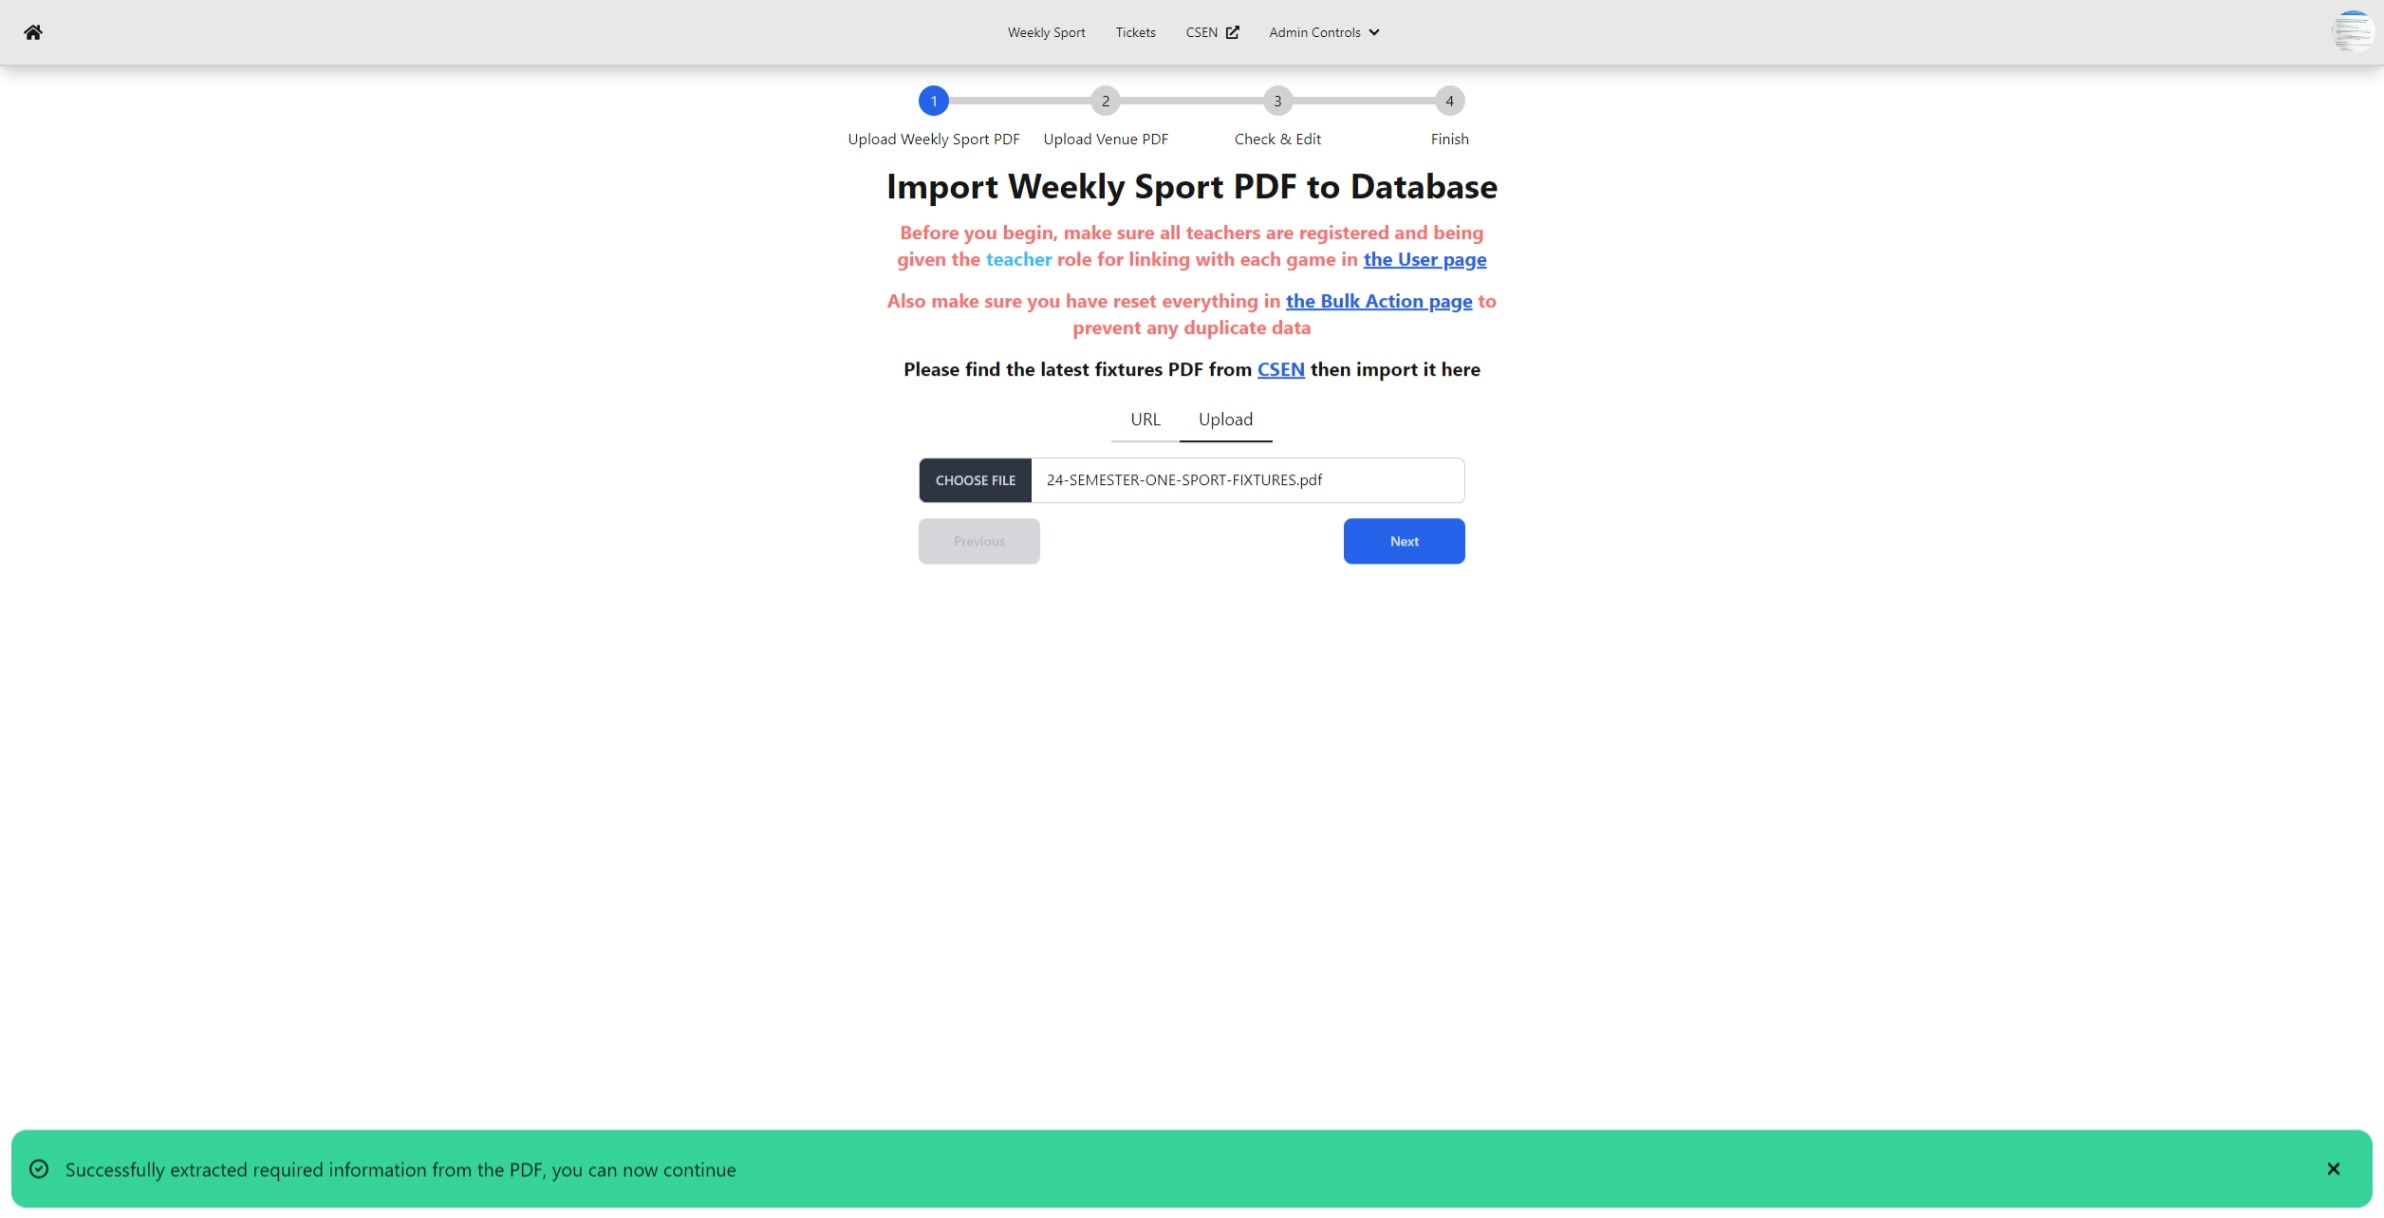 Weekly Sport Tickets CSEN Admin Controls
1 2 3 4
Upload Weekly Sport PDF Upload Venue PDF Check & Edit Finish
Import Weekly Sport PDF to Database
Before you begin, make sure all teachers are registered and being
given the teacher role for linking with each game in the User page
Also make sure you have reset everything in the Bulk Action page to
prevent any duplicate data
Please find the latest fixtures PDF from CSEN then import it here
URL Upload
CHOOSE FILE 24-SEMESTER-ONE-SPORT-FIXTURES.pdf
Previous Next
Successfully extracted required information from the PDF, you can now continue